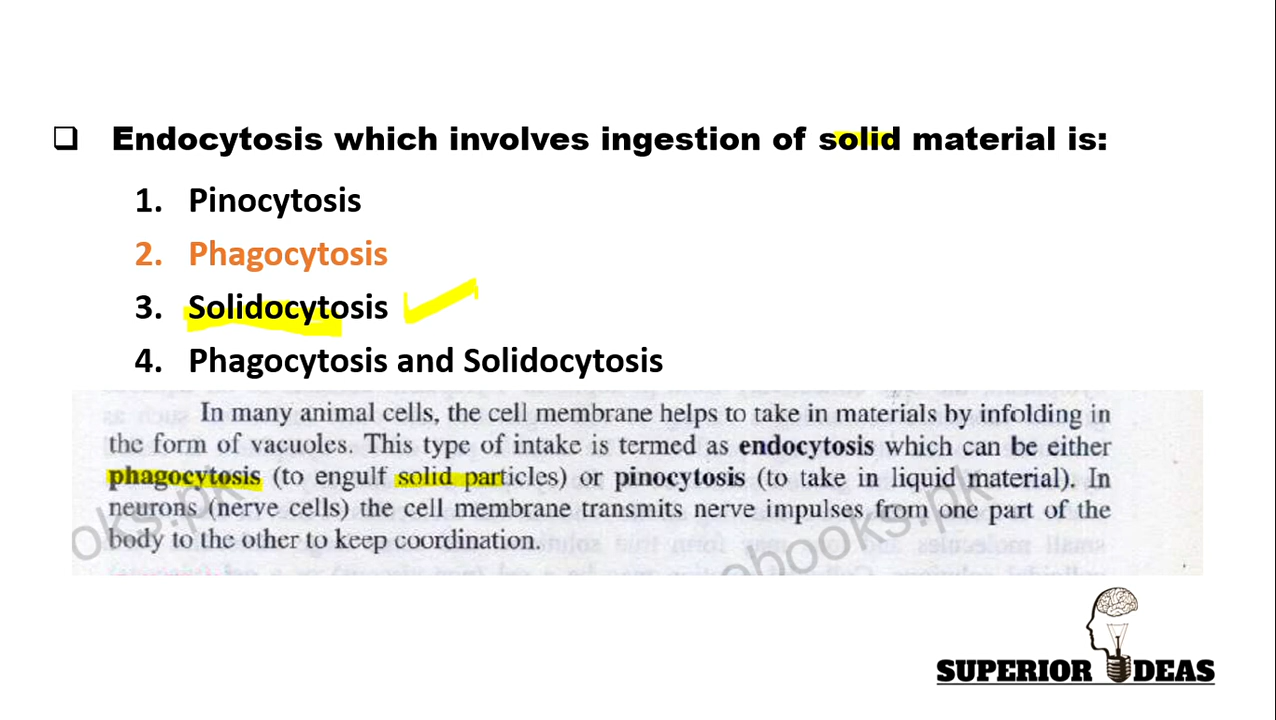 ❑ Endocytosis which involves ingestion of solid material is:
1. Pinocytosis
2. Phagocytosis
3. Solidocytosis
4. Phagocytosis and Solidocytosis
In many animal cells, the cell membrane helps to take in materials by infolding in
the form of vacuoles. This type of intake is termed as endocytosis which can be either
phagocytosis (to engulf solid particles) or pinocytosis (to take in liquid material). In
neurons (nerve cells) the cell membrane transmits nerve impulses from one part of the
body to the other to keep coordination.
ooks.pk
obooks.pk
SUPERIOR IDEAS